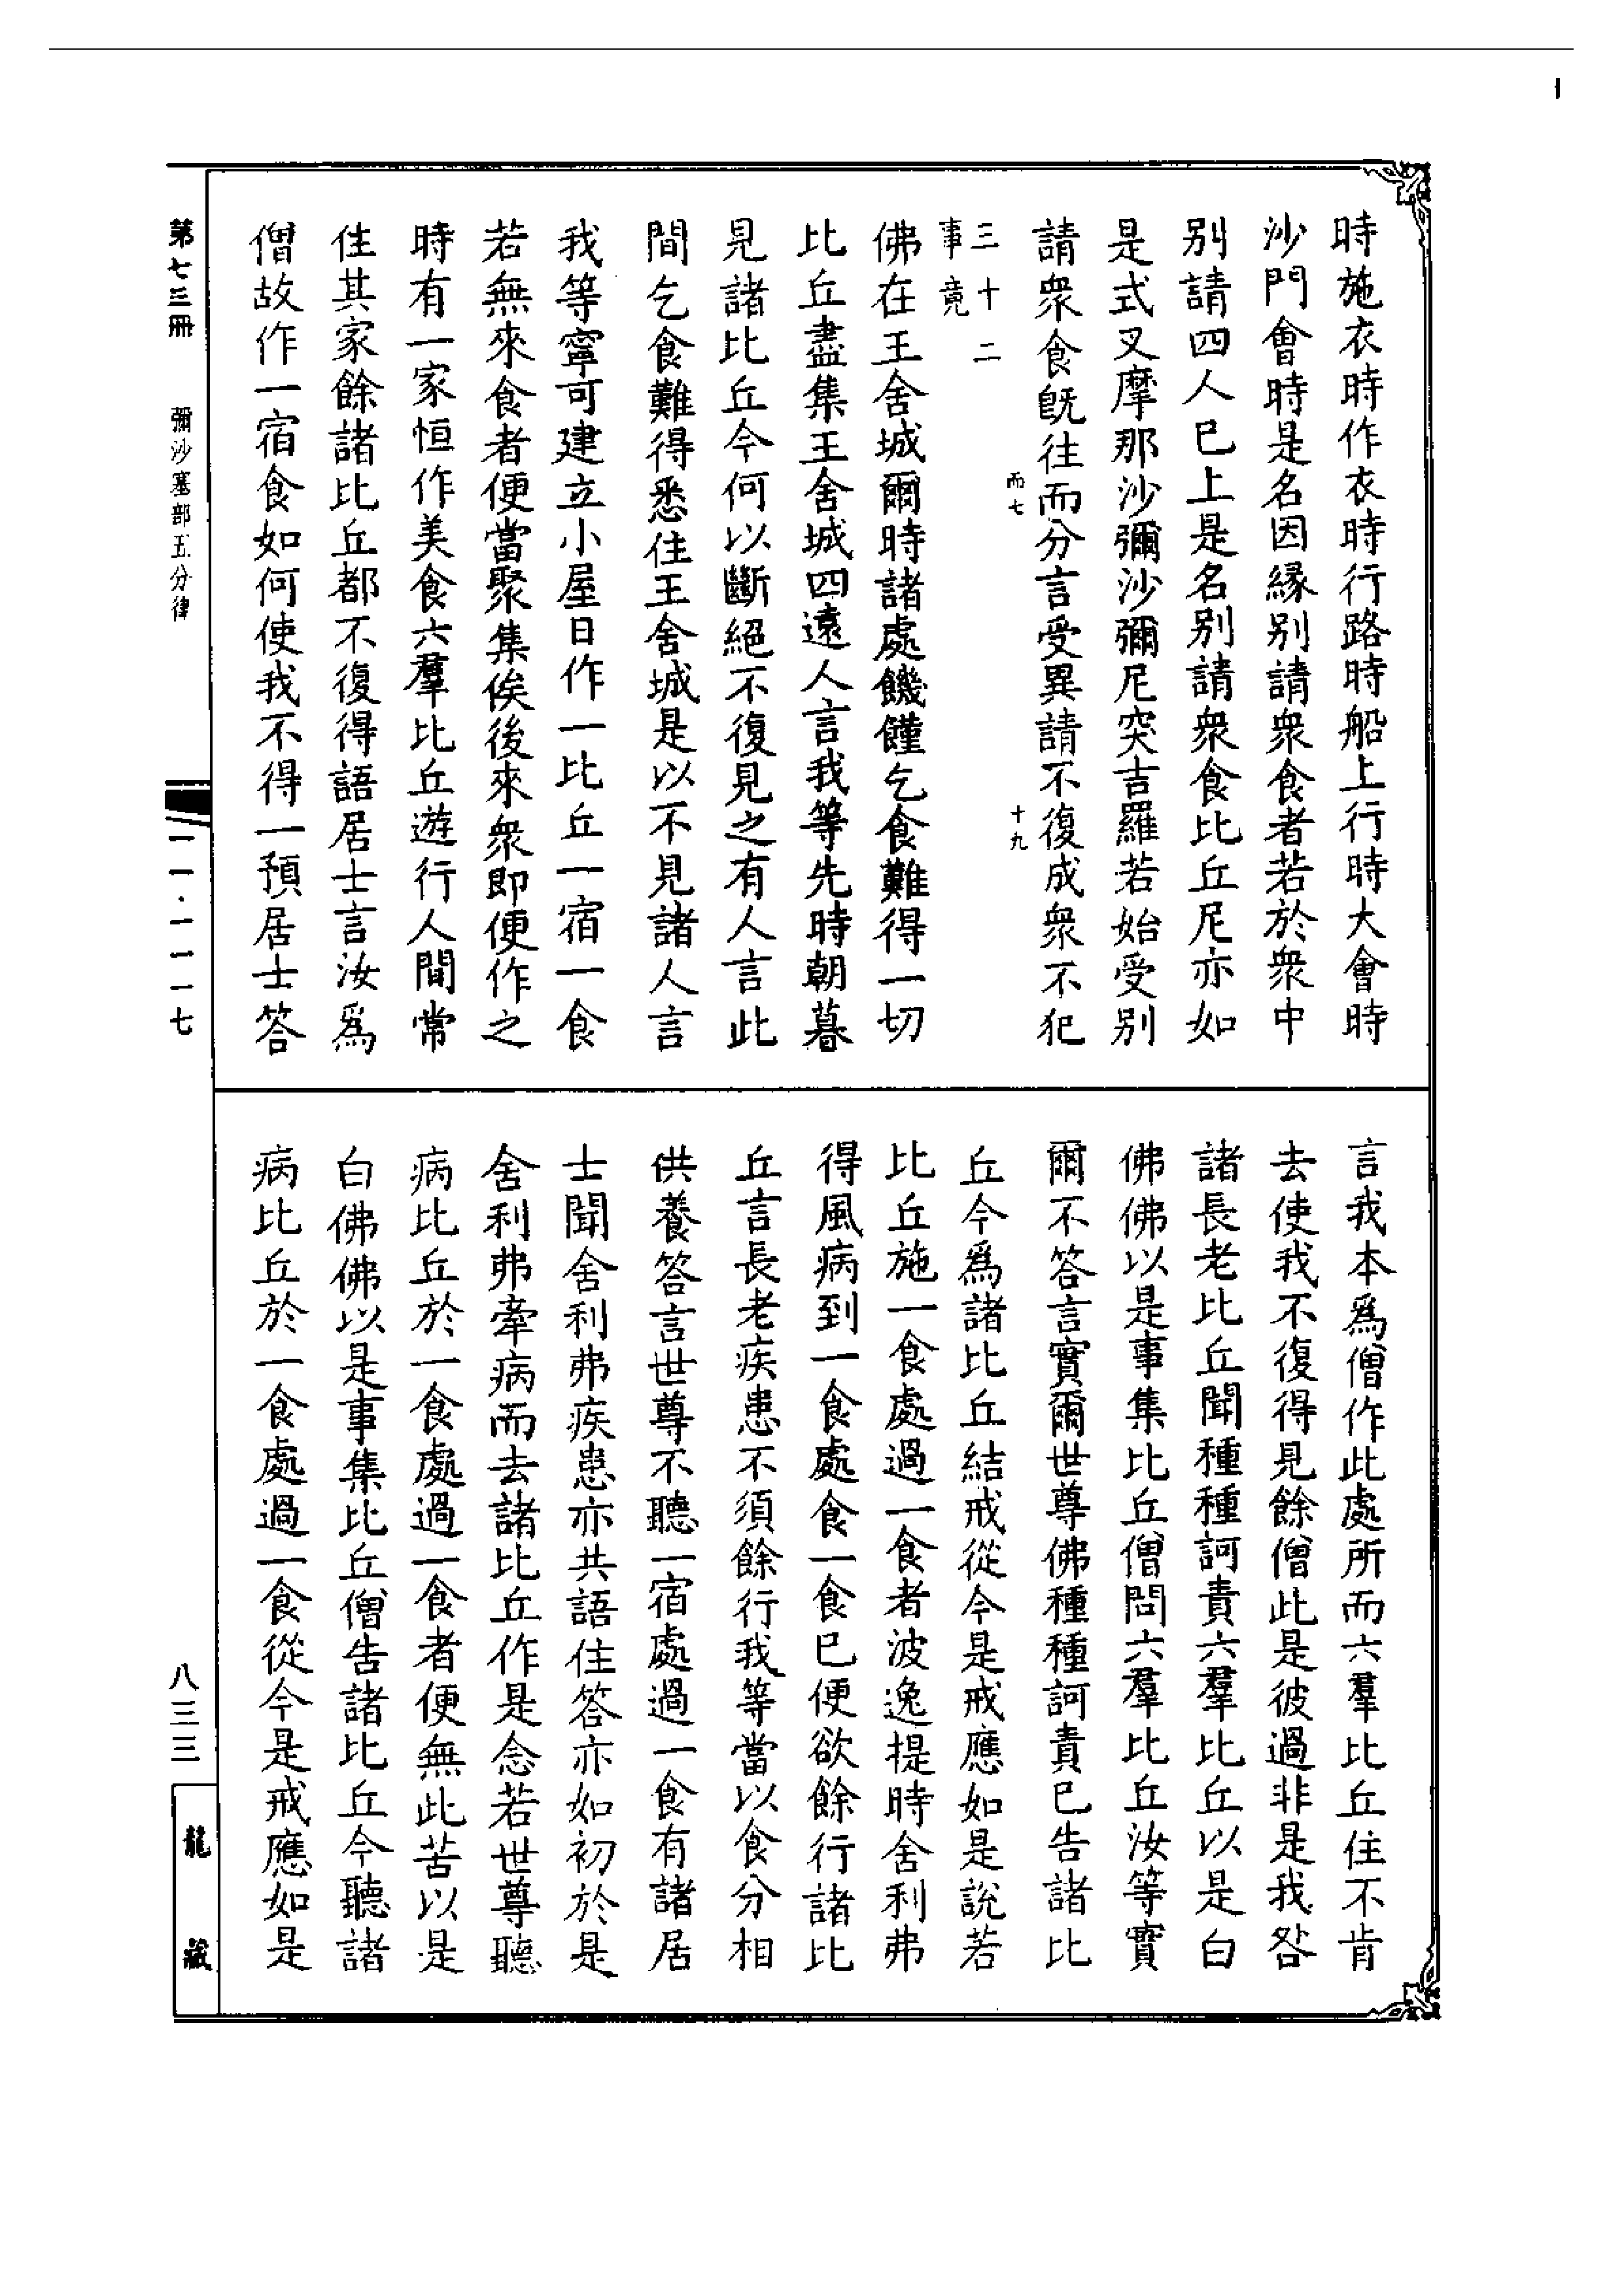 時施衣時作衣時行路時船上行時大會時
沙門會時是名因緣別請衆食者若於衆中
別請四人已上是名別請衆食比丘尼亦如
是式叉摩那沙彌沙彌尼突吉羅若始受別
請衆食旣往而分言受異請不復成衆不犯
而七
十九
三十二
事竟
佛在王舍城爾時諸處饑饉乞食難得一切
比丘盡集王舍城四遠人言我等先時朝暮
見諸比丘今何以斷絕不復見之有人言此
間乞食難得悉住王舍城是以不見諸人言
我等寧可建立小屋日作一比丘一宿一食
若無來食者便當聚集俟後來衆即便作之
時有一家恒作美食六羣比丘遊行人間常
住其家餘諸比丘都不復得語居士言汝爲
僧故作一宿食如何使我不得一預居士答
言我本爲僧作此處所而六羣比丘住不肯
去使我不復得見餘僧此是彼過非是我咎
諸長老比丘聞種種訶責六羣比丘以是白
佛佛以是事集比丘僧問六羣比丘汝等實
爾不答言實爾世尊佛種種訶責已告諸比
丘今爲諸比丘結戒從今是戒應如是說若
比丘施一食處過一食者波逸提時舍利弗
得風病到一食處食一食已便欲餘行諸比
丘言長老疾患不須餘行我等當以食分相
供養答言世尊不聽一宿處過一食有諸居
士聞舍利弗疾患亦共語住答亦如初於是
舍利弗牽病而去諸比丘作是念若世尊聽
病比丘於一食處過一食者便無此苦以是
白佛佛以是事集比丘僧告諸比丘今聽諸
病比丘於一食處過一食從今是戒應如是
第七三冊
彌沙塞部五分律
一一·一一一七
八三三
龍藏